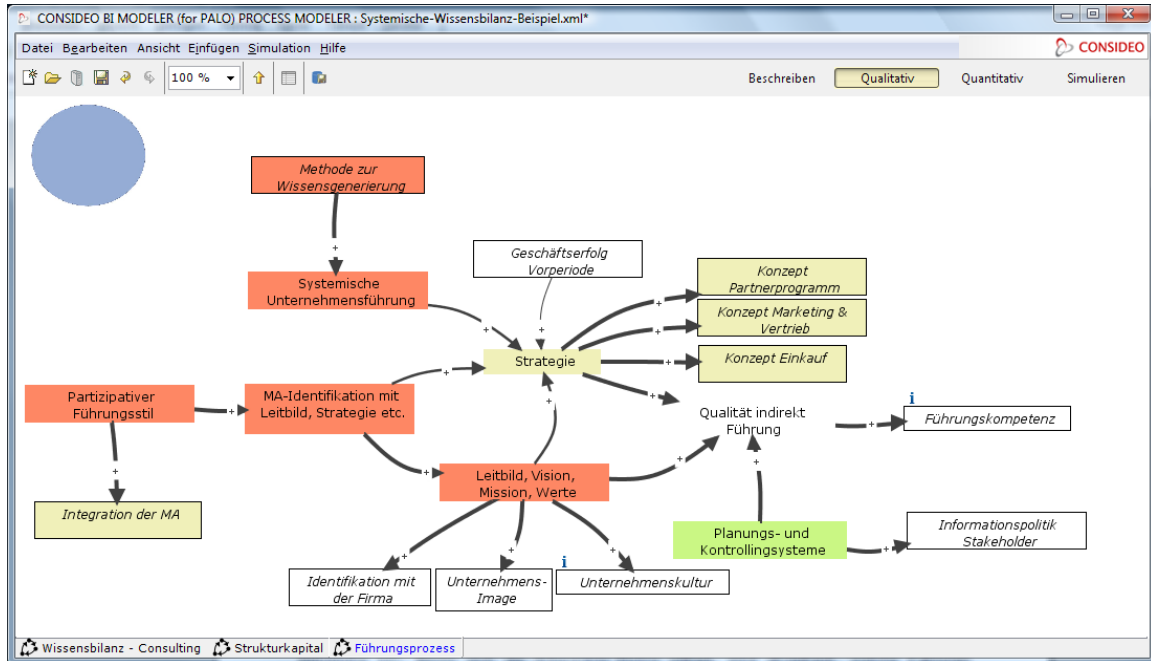 CONSIDEO BI MODELER (for PALO) PROCESS MODELER : Systemische-Wissensbilanz-Beispiel.xml*
Datei Bearbeiten Ansicht Einfügen Simulation Hilfe
CONSIDEO
100 %
Beschreiben Qualitativ Quantitativ Simulieren
Methode zur
Wissensgenerierung
+
Geschäftserfolg
Vorperiode
Systemische
Unternehmensführung
Konzept
Partnerprogramm
+
Konzept Marketing &
Vertrieb
+
+
+
Strategie
Konzept Einkauf
+
+
Partizipativer
Führungsstil
+
MA-Identifikation mit
Leitbild, Strategie etc.
+
+
+
Qualität indirekt
Führung
+
i
Führungskompetenz
+
+
+
+
Leitbild, Vision,
Mission, Werte
Integration der MA
Planungs- und
Kontrollingsysteme
+
Informationspolitik
Stakeholder
+
+
+
i
Identifikation mit
der Firma
Unternehmens-
Image
Unternehmenskultur
Wissensbilanz - Consulting Strukturkapital Führungsprozess